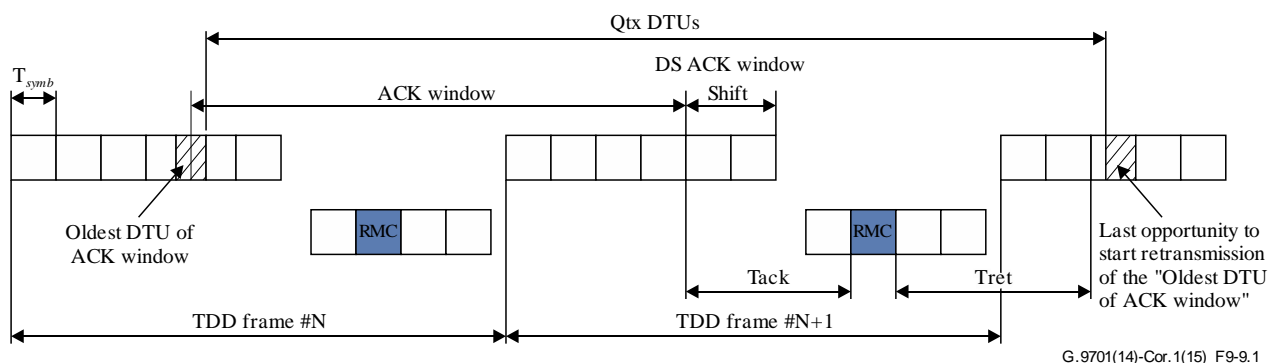 Qtx DTUs
T_symb
DS ACK window
ACK window
Shift
Oldest DTU of
ACK window
RMC
RMC
Last opportunity to
start retransmission
of the "Oldest DTU
of ACK window"
Tack
Tret
TDD frame #N
TDD frame #N+1
G.9701(14)-Cor.1(15)_F9-9.1